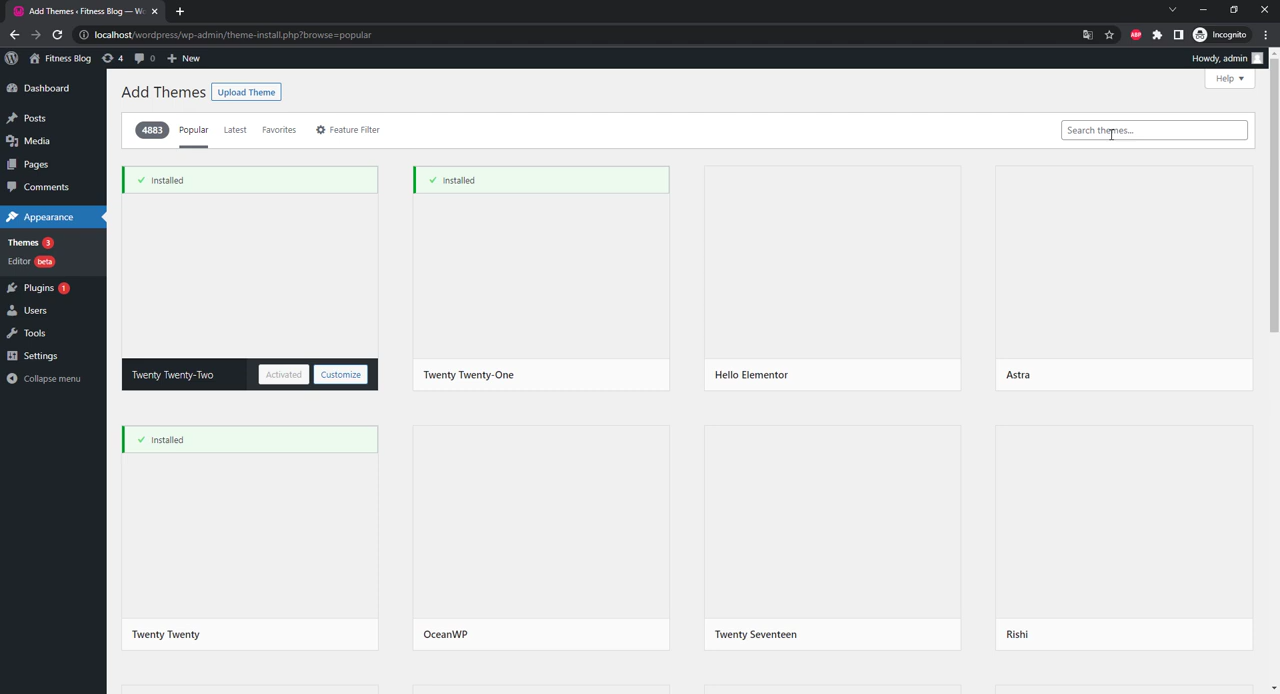 Add Themes ‹ Fitness Blog — Wo
localhost/wordpress/wp-admin/theme-install.php?browse=popular
ABP
Incognito
Fitness Blog
4
0
New
Howdy, admin
Dashboard
Posts
Media
Pages
Comments
Appearance
Themes 3
Editor beta
Plugins 1
Users
Tools
Settings
Collapse menu
Help
Add Themes
Upload Theme
4883
Popular
Latest
Favorites
Feature Filter
Search themes...
Installed
Installed
Twenty Twenty-Two
Activated
Customize
Twenty Twenty-One
Hello Elementor
Astra
Installed
Twenty Twenty
OceanWP
Twenty Seventeen
Rishi